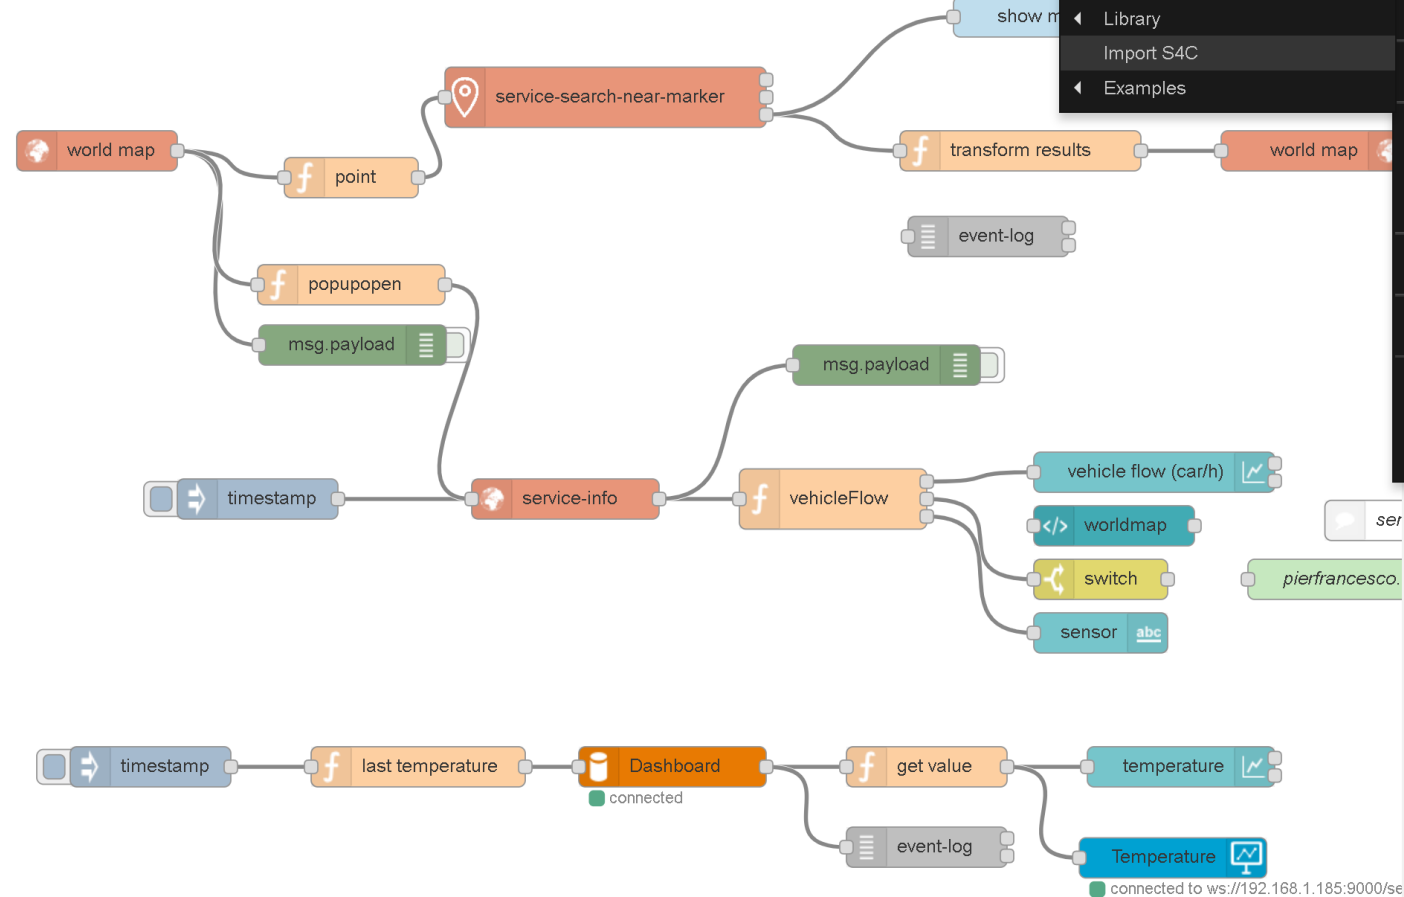 show m
Library
Import S4C
Examples
service-search-near-marker
world map
point
transform results
world map
event-log
popupopen
msg.payload
msg.payload
timestamp
service-info
vehicleFlow
vehicle flow (car/h)
worldmap
ser
switch
pierfrancesco.
sensor
abc
timestamp
last temperature
Dashboard
get value
temperature
connected
event-log
Temperature
connected to ws://192.168.1.185:9000/se